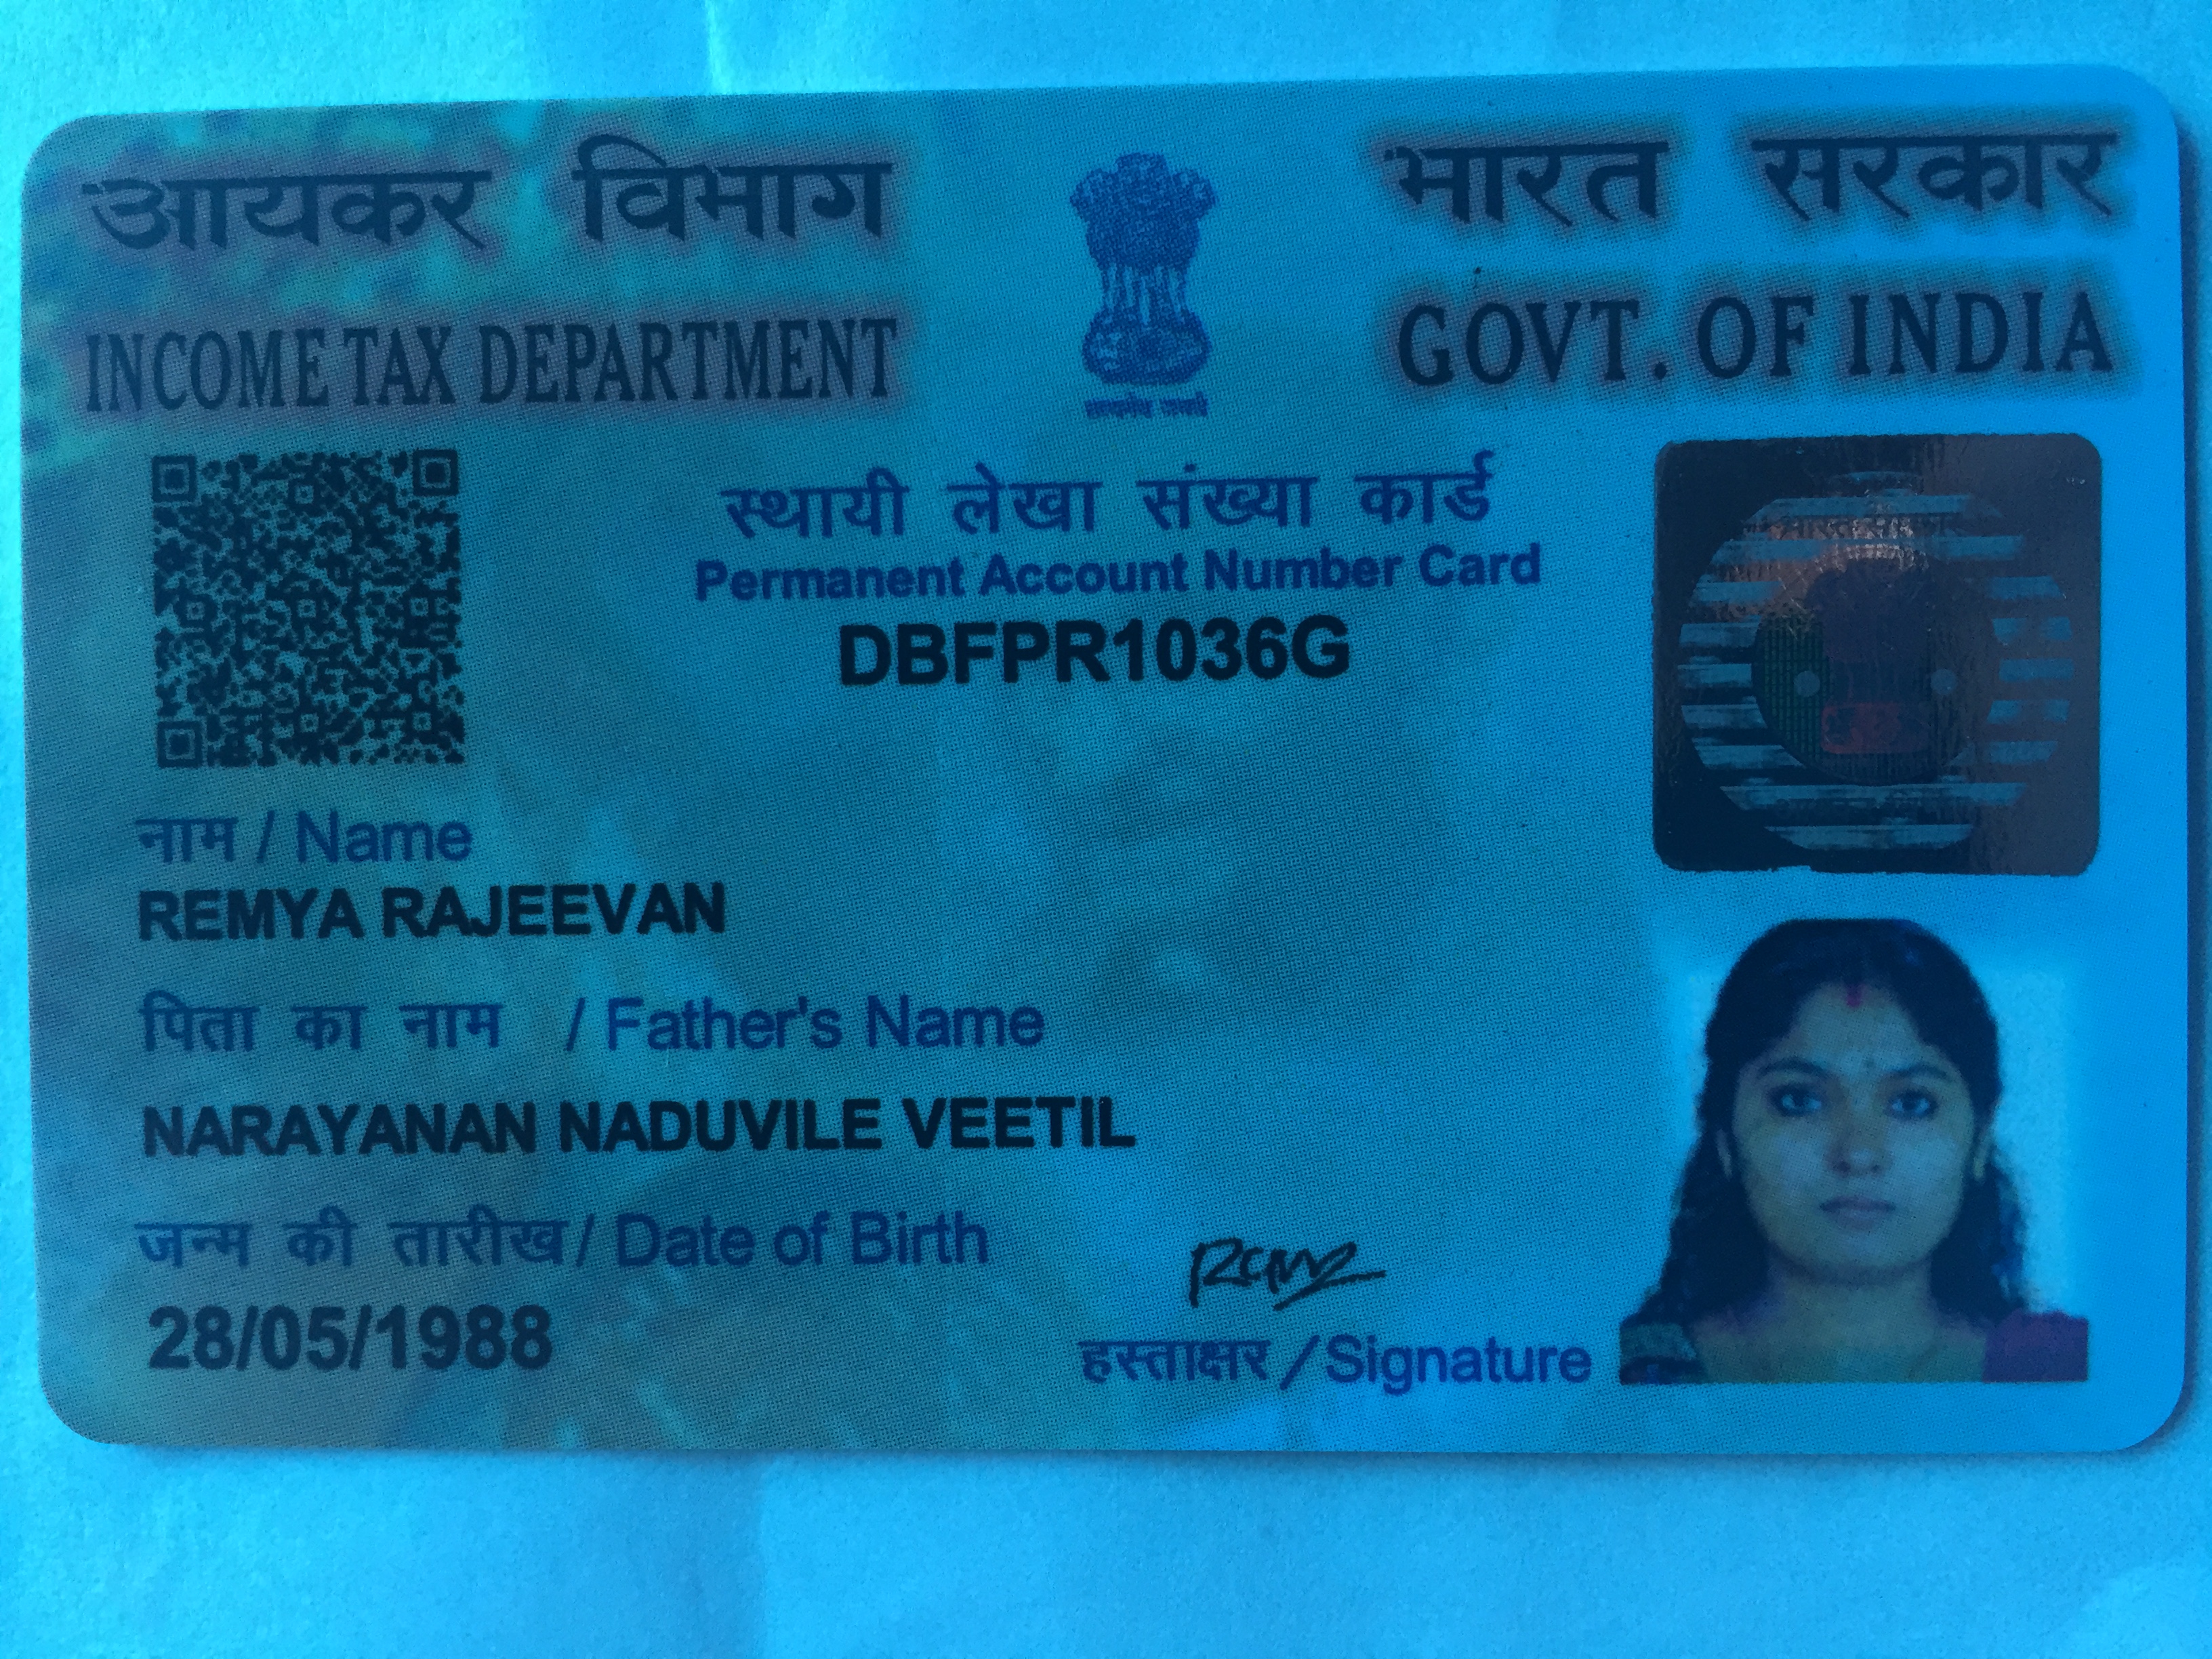 आयकर विभाग
INCOME TAX DEPARTMENT
भारत सरकार
GOVT. OF INDIA
स्थायी लेखा संख्या कार्ड
Permanent Account Number Card
DBFPR1036G
नाम / Name
REMYA RAJEEVAN
पिता का नाम / Father's Name
NARAYANAN NADUVILE VEETIL
जन्म की तारीख / Date of Birth
28/05/1988
हस्ताक्षर / Signature